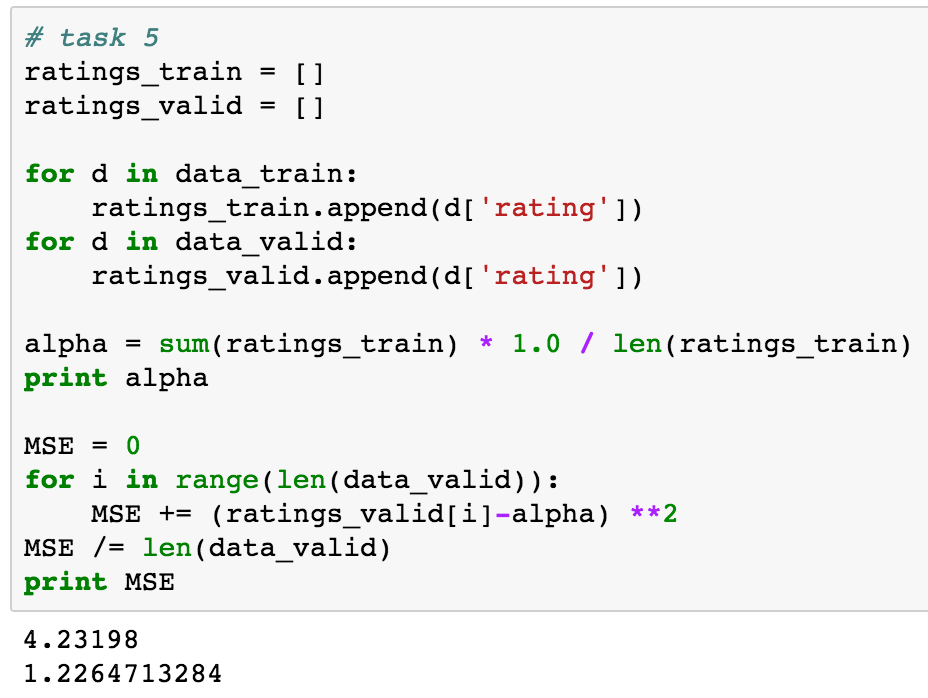 # task 5
ratings_train = []
ratings_valid = []
for d in data_train:
    ratings_train.append(d['rating'])
for d in data_valid:
    ratings_valid.append(d['rating'])
alpha = sum(ratings_train) * 1.0 / len(ratings_train)
print alpha
MSE = 0
for i in range(len(data_valid)):
    MSE += (ratings_valid[i]-alpha) **2
MSE /= len(data_valid)
print MSE
4.23198
1.2264713284